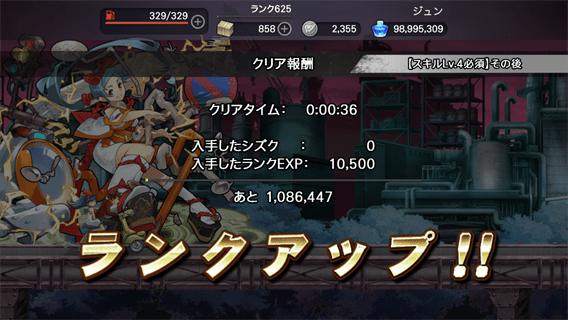 ランク625
ジュン
329/329
858
2,355
98,995,309
クリア報酬
【スキルLv.4必須】その後
クリアタイム： 0:00:36
入手したシズク ： 0
入手したランクEXP： 10,500
あと 1,086,447
ランクアップ!!